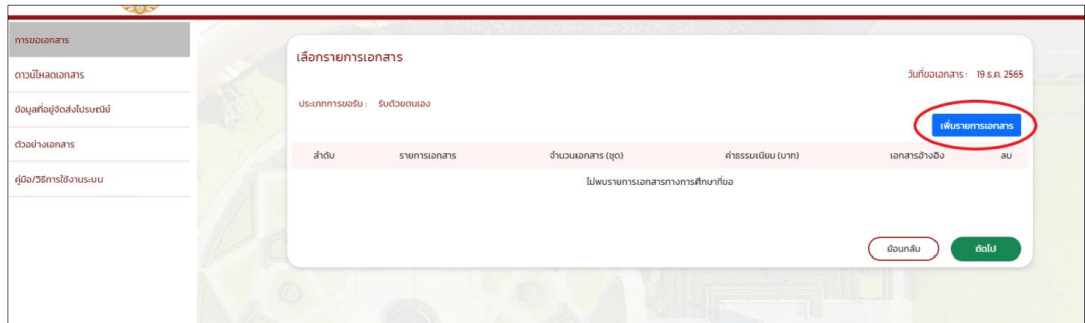 การขอเอกสาร
ดาวน์โหลดเอกสาร
ข้อมูลที่อยู่จัดส่งไปรษณีย์
ตัวอย่างเอกสาร
คู่มือ/วิธีการใช้งานระบบ
เลือกรายการเอกสาร
วันที่ขอเอกสาร : 19 ธ.ค. 2565
ประเภทการขอรับ : รับด้วยตนเอง
เพิ่มรายการเอกสาร
ลำดับ รายการเอกสาร จำนวนเอกสาร (ชุด) ค่าธรรมเนียม (บาท) เอกสารอ้างอิง ลบ
ไม่พบรายการเอกสารทางการศึกษาที่ขอ
ย้อนกลับ ถัดไป